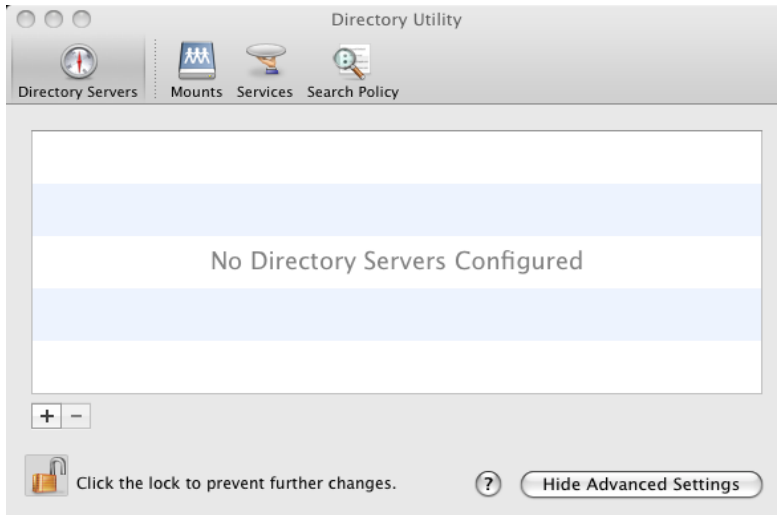 Directory Utility
Directory Servers Mounts Services Search Policy
No Directory Servers Configured
+ −
Click the lock to prevent further changes. ? Hide Advanced Settings